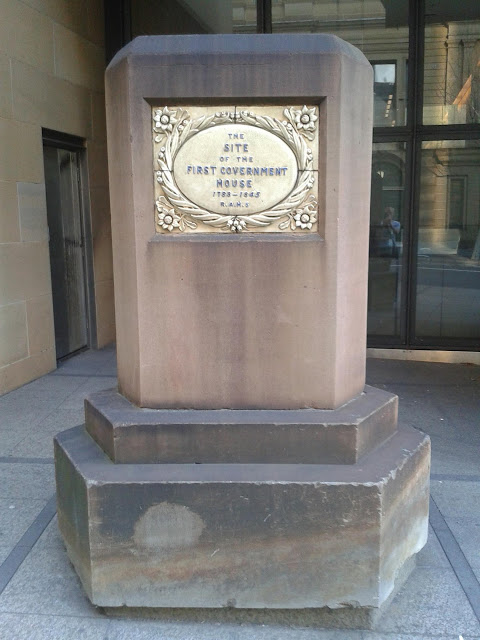 THE
SITE
OF THE
FIRST GOVERNMENT
HOUSE
1788–1845
R.A.H.S